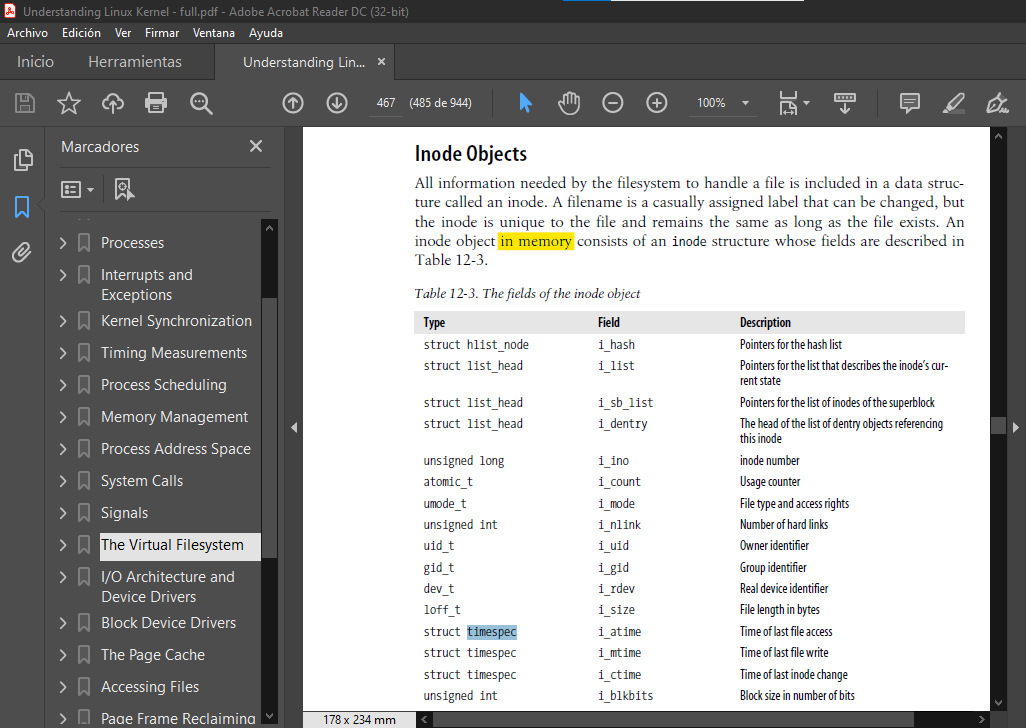 Understanding Linux Kernel - full.pdf - Adobe Acrobat Reader DC (32-bit)
Archivo Edición Ver Firmar Ventana Ayuda
Inicio Herramientas Understanding Lin... ×
467 (485 de 944) 100%
Marcadores
Processes
Interrupts and
Exceptions
Kernel Synchronization
Timing Measurements
Process Scheduling
Memory Management
Process Address Space
System Calls
Signals
The Virtual Filesystem
I/O Architecture and
Device Drivers
Block Device Drivers
The Page Cache
Accessing Files
Page Frame Reclaiming
Inode Objects
All information needed by the filesystem to handle a file is included in a data struc-
ture called an inode. A filename is a casually assigned label that can be changed, but
the inode is unique to the file and remains the same as long as the file exists. An
inode object in memory consists of an inode structure whose fields are described in
Table 12-3.
Table 12-3. The fields of the inode object
Type Field Description
struct hlist_node i_hash Pointers for the hash list
struct list_head i_list Pointers for the list that describes the inode's cur-
rent state
struct list_head i_sb_list Pointers for the list of inodes of the superblock
struct list_head i_dentry The head of the list of dentry objects referencing
this inode
unsigned long i_ino inode number
atomic_t i_count Usage counter
umode_t i_mode File type and access rights
unsigned int i_nlink Number of hard links
uid_t i_uid Owner identifier
gid_t i_gid Group identifier
dev_t i_rdev Real device identifier
loff_t i_size File length in bytes
struct timespec i_atime Time of last file access
struct timespec i_mtime Time of last file write
struct timespec i_ctime Time of last inode change
unsigned int i_blkbits Block size in number of bits
178 x 234 mm